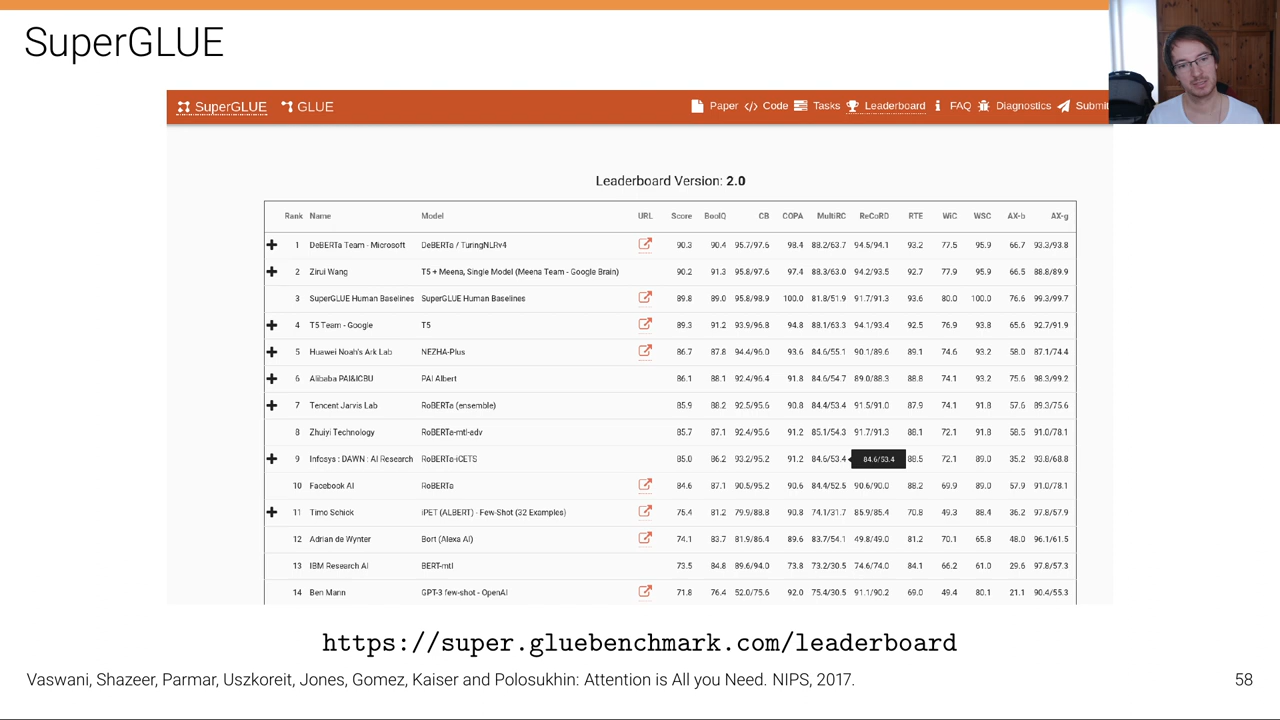 SuperGLUE
SuperGLUE GLUE Paper Code Tasks Leaderboard FAQ Diagnostics Submit
Leaderboard Version: 2.0
Rank Name Model URL Score BoolQ CB COPA MultiRC ReCoRD RTE WiC WSC AX-b AX-g
1 DeBERTa Team - Microsoft DeBERTa / TuringNLRv4 90.3 90.4 95.7/97.6 98.4 88.2/63.7 94.5/94.1 93.2 77.5 95.9 66.7 93.3/93.8
2 Zirui Wang T5 + Meena, Single Model (Meena Team - Google Brain) 90.2 91.3 95.8/97.6 97.4 88.3/63.0 94.2/93.5 92.7 77.9 95.9 66.5 88.8/89.9
3 SuperGLUE Human Baselines SuperGLUE Human Baselines 89.8 89.0 95.8/98.9 100.0 81.8/51.9 91.7/91.3 93.6 80.0 100.0 76.6 99.3/99.7
4 T5 Team - Google T5 89.3 91.2 93.9/96.8 94.8 88.1/63.3 94.1/93.4 92.5 76.9 93.8 65.6 92.7/91.9
5 Huawei Noah's Ark Lab NEZHA-Plus 86.7 87.8 94.4/96.0 93.6 84.6/55.1 90.1/89.6 89.1 74.6 93.2 58.0 87.1/74.4
6 Alibaba PAI&ICBU PAI Albert 86.1 88.1 92.4/96.4 91.8 84.6/54.7 89.0/88.3 88.8 74.1 93.2 75.6 98.3/99.2
7 Tencent Jarvis Lab RoBERTa (ensemble) 85.9 88.2 92.5/95.6 90.8 84.4/53.4 91.5/91.0 87.9 74.1 91.8 57.6 89.3/75.6
8 Zhuiyi Technology RoBERTa-mtl-adv 85.7 87.1 92.4/95.6 91.2 85.1/54.3 91.7/91.3 88.1 72.1 91.8 58.5 91.0/78.1
9 Infosys : DAWN : AI Research RoBERTa-iCETS 85.0 86.2 93.2/95.2 91.2 84.6/53.4 84.6/53.4 88.5 72.1 89.0 35.2 93.8/68.8
10 Facebook AI RoBERTa 84.6 87.1 90.5/95.2 90.6 84.4/52.5 90.6/90.0 88.2 69.9 89.0 57.9 91.0/78.1
11 Timo Schick iPET (ALBERT) - Few-Shot (32 Examples) 75.4 81.2 79.9/88.8 90.8 74.1/31.7 85.9/85.4 70.8 49.3 88.4 36.2 97.8/57.9
12 Adrian de Wynter Bort (Alexa AI) 74.1 83.7 81.9/86.4 89.6 83.7/54.1 49.8/49.0 81.2 70.1 65.8 48.0 96.1/61.5
13 IBM Research AI BERT-mtl 73.5 84.8 89.6/94.0 73.8 73.2/30.5 74.6/74.0 84.1 66.2 61.0 29.6 97.8/57.3
14 Ben Mann GPT-3 few-shot - OpenAI 71.8 76.4 52.0/75.6 92.0 75.4/30.5 91.1/90.2 69.0 49.4 80.1 21.1 90.4/55.3
https://super.gluebenchmark.com/leaderboard
Vaswani, Shazeer, Parmar, Uszkoreit, Jones, Gomez, Kaiser and Polosukhin: Attention is All you Need. NIPS, 2017. 58